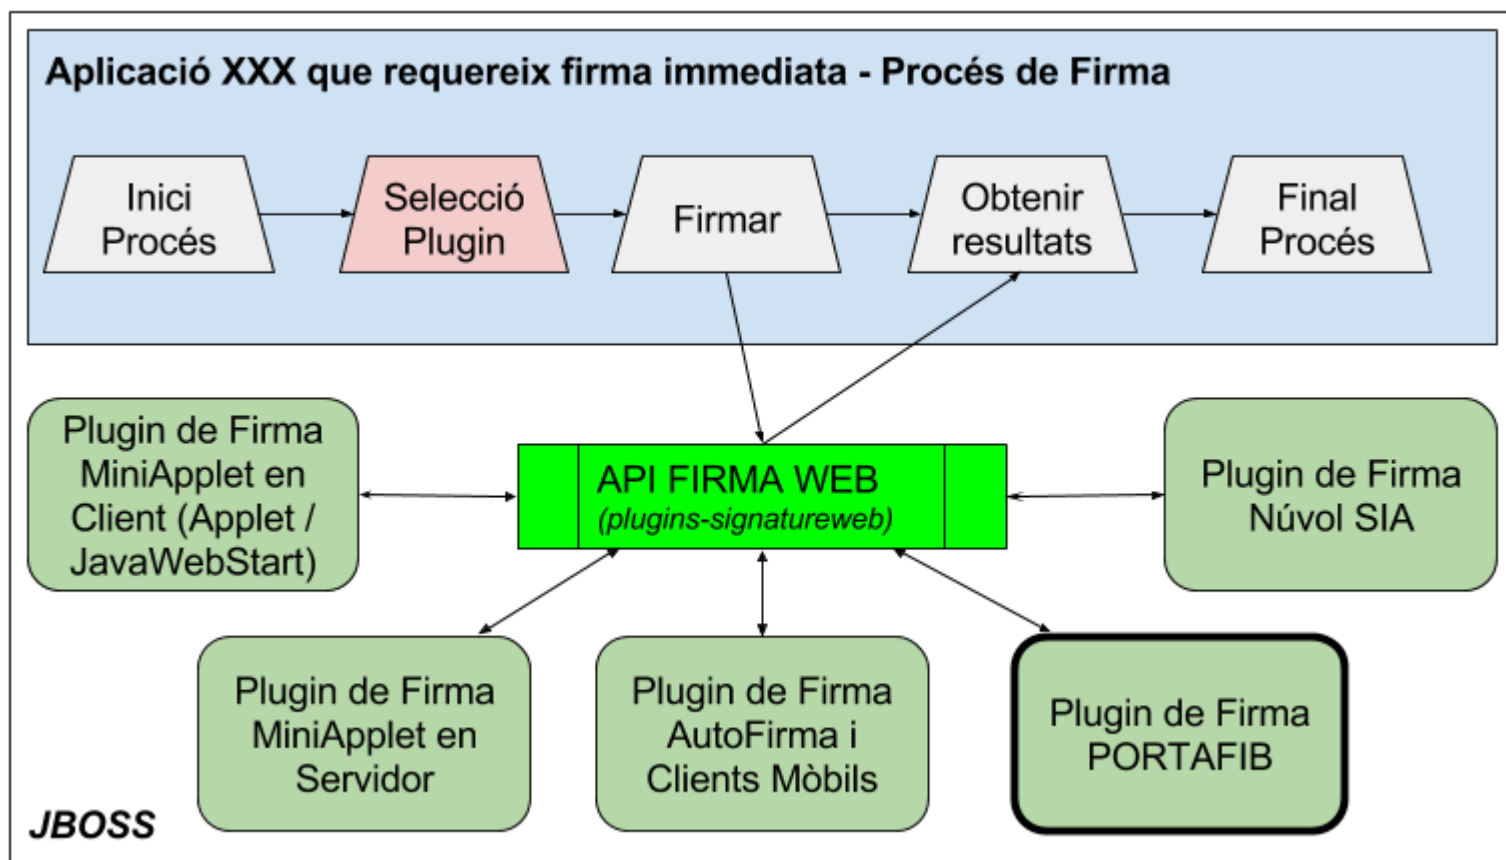 Aplicació XXX que requereix firma immediata - Procés de Firma
Inici
Procés
Selecció
Plugin
Firmar
Obtenir
resultats
Final
Procés
Plugin de Firma
MiniApplet en
Client (Applet /
JavaWebStart)
API FIRMA WEB
(plugins-signatureweb)
Plugin de Firma
Núvol SIA
Plugin de Firma
MiniApplet en
Servidor
Plugin de Firma
AutoFirma i
Clients Mòbils
Plugin de Firma
PORTAFIB
JBOSS